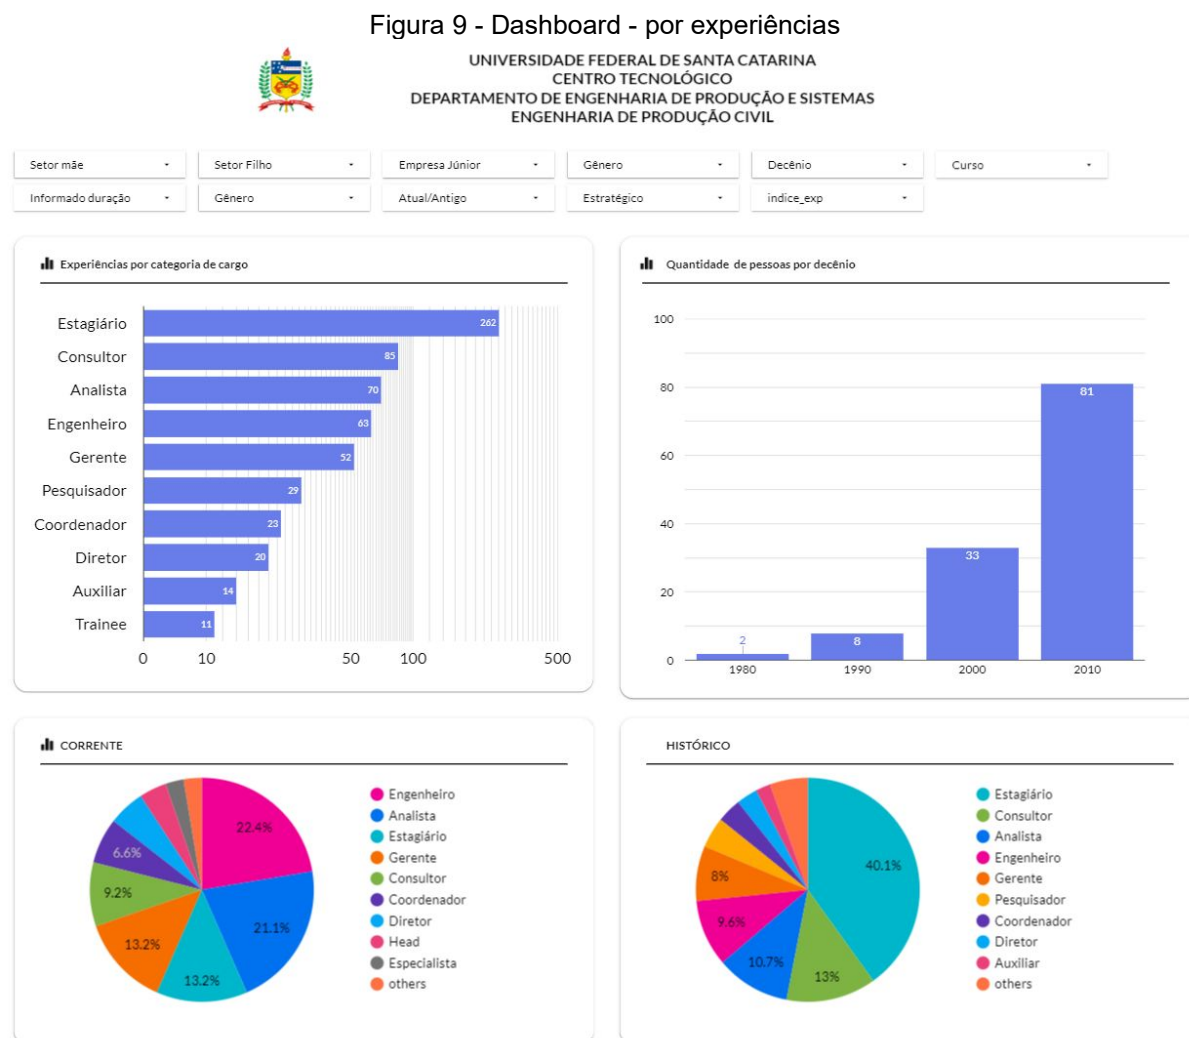 Figura 9 - Dashboard - por experiências
UNIVERSIDADE FEDERAL DE SANTA CATARINA
CENTRO TECNOLÓGICO
DEPARTAMENTO DE ENGENHARIA DE PRODUÇÃO E SISTEMAS
ENGENHARIA DE PRODUÇÃO CIVIL
Setor mãe
Setor Filho
Empresa Júnior
Gênero
Decênio
Curso
Informado duração
Gênero
Atual/Antigo
Estratégico
indice_exp
Experiências por categoria de cargo
Estagiário 262
Consultor 85
Analista 70
Engenheiro 63
Gerente 52
Pesquisador 29
Coordenador 23
Diretor 20
Auxiliar 14
Trainee 11
0 10 50 100 500
Quantidade de pessoas por decênio
100
80
60
40
20
0
2 8 33 81
1980 1990 2000 2010
CORRENTE
22.4%
21.1%
13.2%
13.2%
9.2%
6.6%
Engenheiro
Analista
Estagiário
Gerente
Consultor
Coordenador
Diretor
Head
Especialista
others
HISTÓRICO
40.1%
13%
10.7%
9.6%
8%
Estagiário
Consultor
Analista
Engenheiro
Gerente
Pesquisador
Coordenador
Diretor
Auxiliar
others